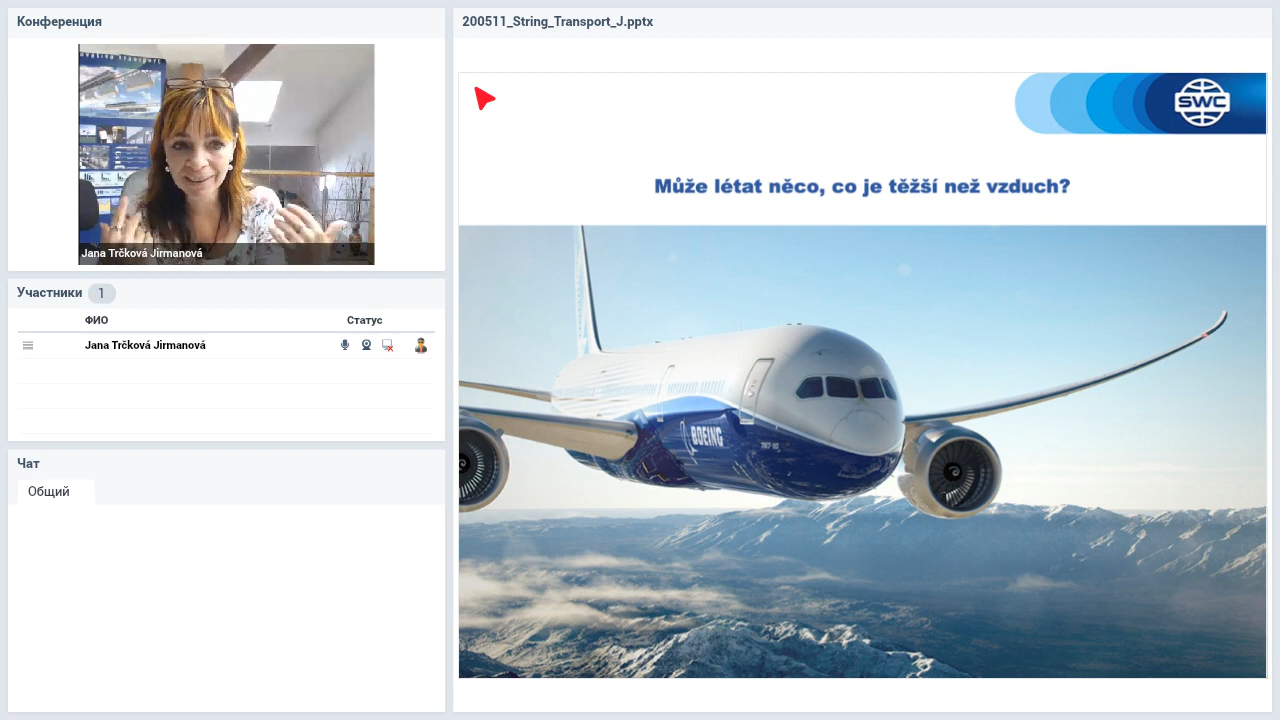 Конференция
Jana Trčková Jirmanová
Участники 1
ФИО Статус
Jana Trčková Jirmanová
Чат
Общий
200511_String_Transport_J.pptx
SWC
Může létat něco, co je těžší než vzduch?
BOEING